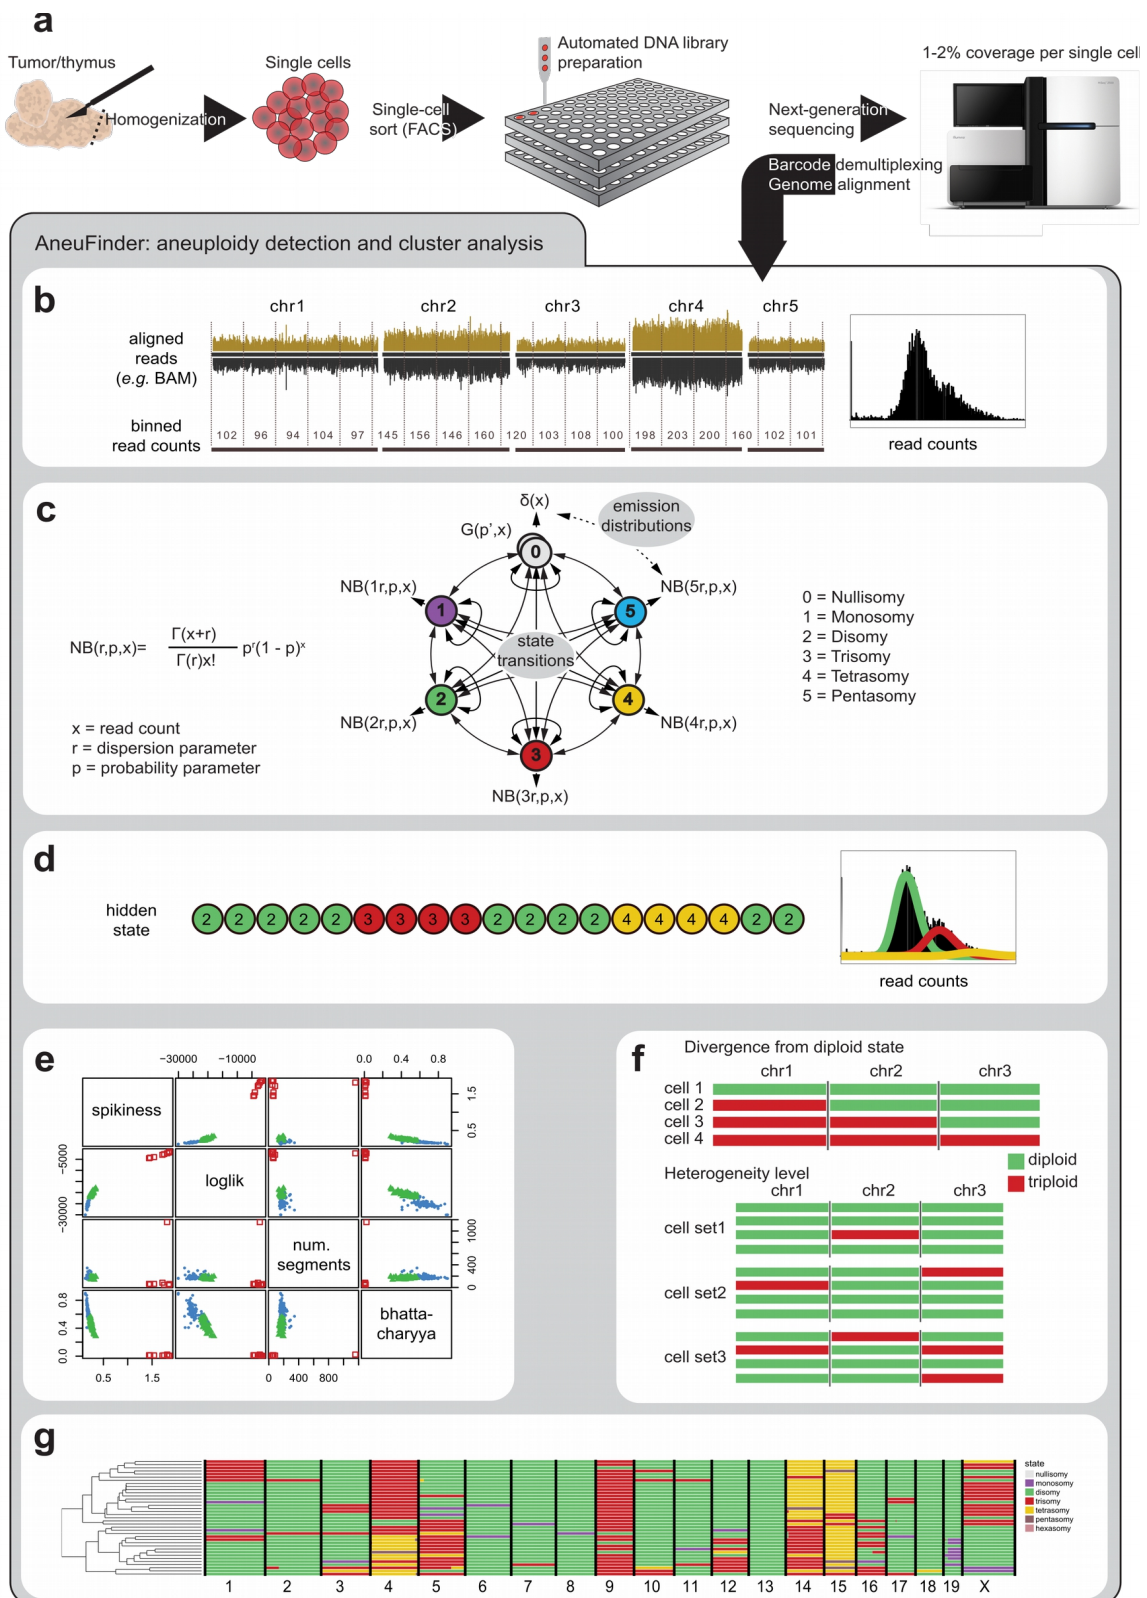 a
Tumor/thymus
Homogenization
Single cells
Single-cell
sort (FACS)
Automated DNA library
preparation
Next-generation
sequencing
1-2% coverage per single cell
Barcode demultiplexing
Genome alignment
AneuFinder: aneuploidy detection and cluster analysis
b
chr1 chr2 chr3 chr4 chr5
aligned
reads
(e.g. BAM)
binned
read counts
102 96 94 104 97 145 156 146 160 120 103 108 100 198 203 200 160 102 101
read counts
c
δ(x)
G(p',x)
emission
distributions
0
NB(1r,p,x)
NB(5r,p,x)
1
5
state
transitions
2
4
NB(2r,p,x)
NB(4r,p,x)
3
NB(3r,p,x)
NB(r,p,x)= Γ(x+r) / Γ(r)x! pʳ(1 - p)ˣ
x = read count
r = dispersion parameter
p = probability parameter
0 = Nullisomy
1 = Monosomy
2 = Disomy
3 = Trisomy
4 = Tetrasomy
5 = Pentasomy
d
hidden
state
2 2 2 2 2 3 3 3 3 2 2 2 2 4 4 4 4 2 2
read counts
e
−30000 −10000 0.0 0.4 0.8
spikiness
0.5 1.5
loglik
−30000 −5000
num.
segments
0 400 1000
bhatta-
charyya
0.0 0.4 0.8
0.5 1.5 0 400 800
f
Divergence from diploid state
chr1 chr2 chr3
cell 1
cell 2
cell 3
cell 4
diploid
triploid
Heterogeneity level
chr1 chr2 chr3
cell set1
cell set2
cell set3
g
state
nullisomy
monosomy
disomy
trisomy
tetrasomy
pentasomy
hexasomy
1 2 3 4 5 6 7 8 9 10 11 12 13 14 15 16 17 18 19 X